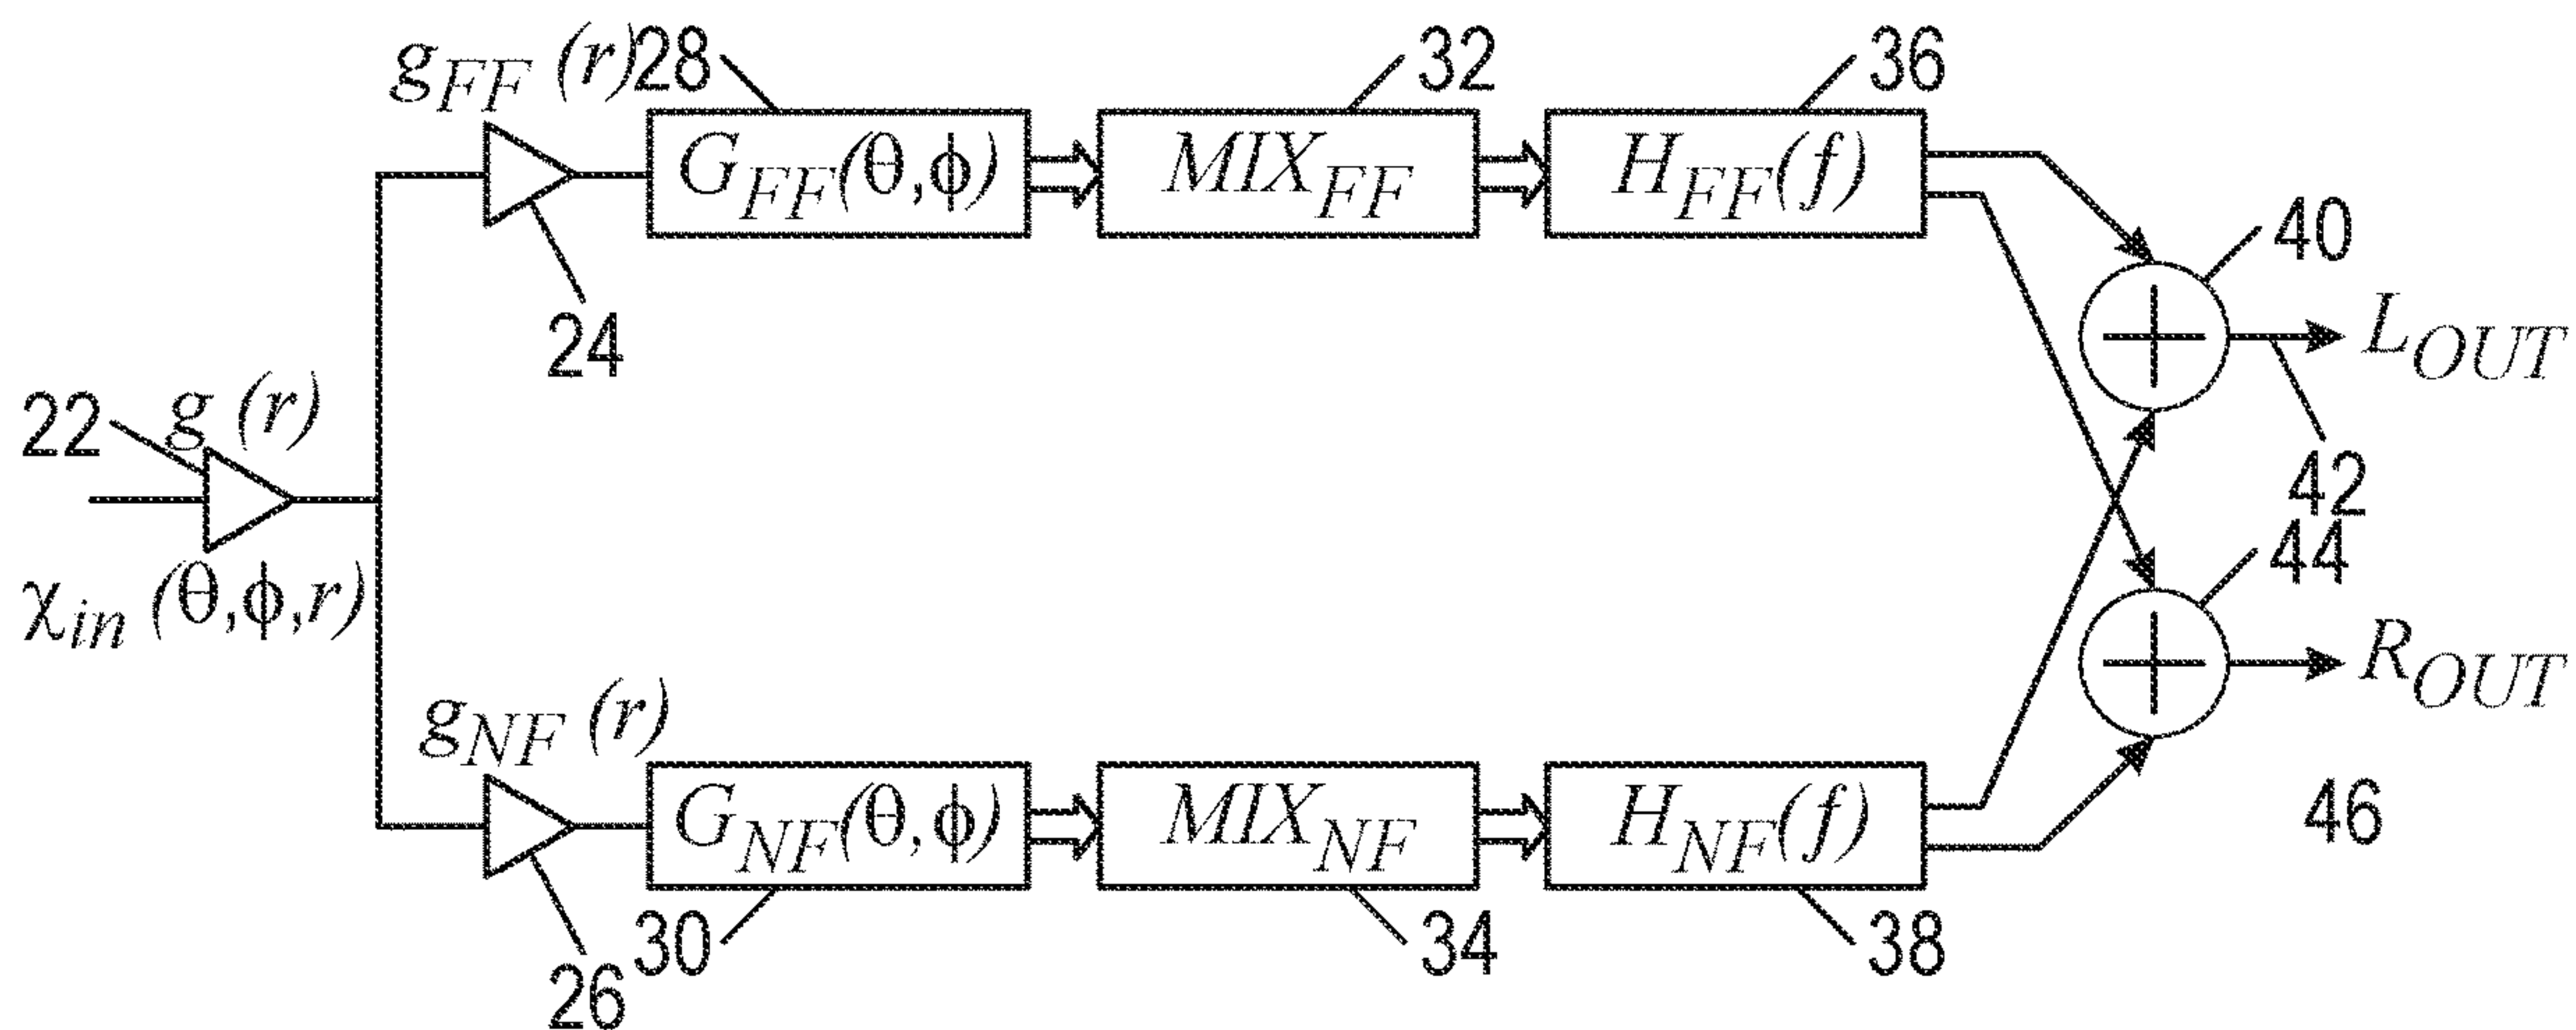 g_FF (r) 28 32 36
G_FF(θ,ϕ) MIX_FF H_FF(f)
24
40
L_OUT
42
22 g (r)
χ_in (θ,ϕ,r)
44
R_OUT
g_NF (r)
G_NF(θ,ϕ) MIX_NF H_NF(f)
46
26 30 34 38